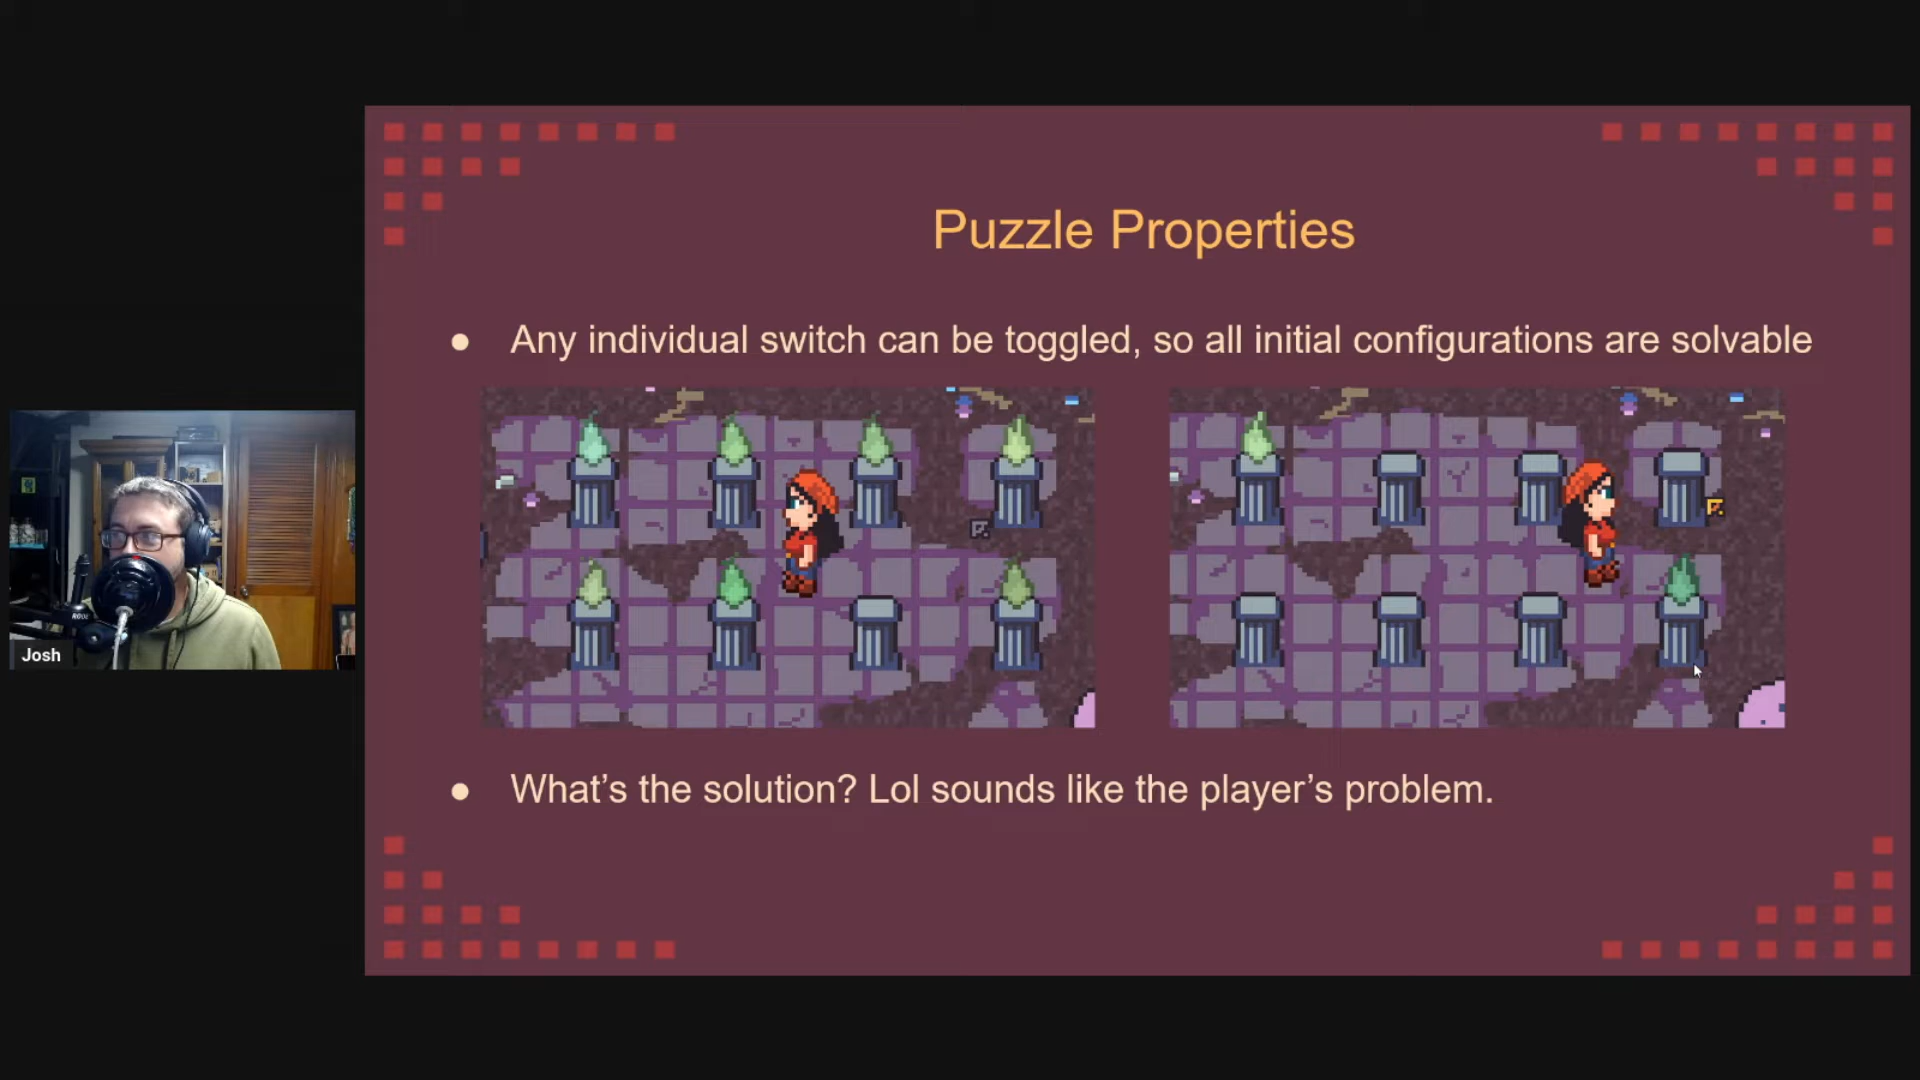 Puzzle Properties
● Any individual switch can be toggled, so all initial configurations are solvable
● What’s the solution? Lol sounds like the player’s problem.
RODE
Josh